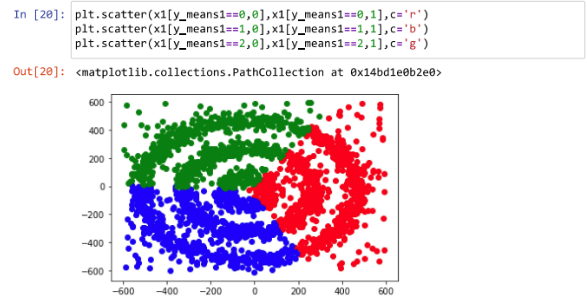 In [20]: plt.scatter(x1[y_means1==0,0],x1[y_means1==0,1],c='r')
plt.scatter(x1[y_means1==1,0],x1[y_means1==1,1],c='b')
plt.scatter(x1[y_means1==2,0],x1[y_means1==2,1],c='g')
Out[20]: <matplotlib.collections.PathCollection at 0x14bd1e0b2e0>
600
400
200
0
−200
−400
−600
−600 −400 −200 0 200 400 600